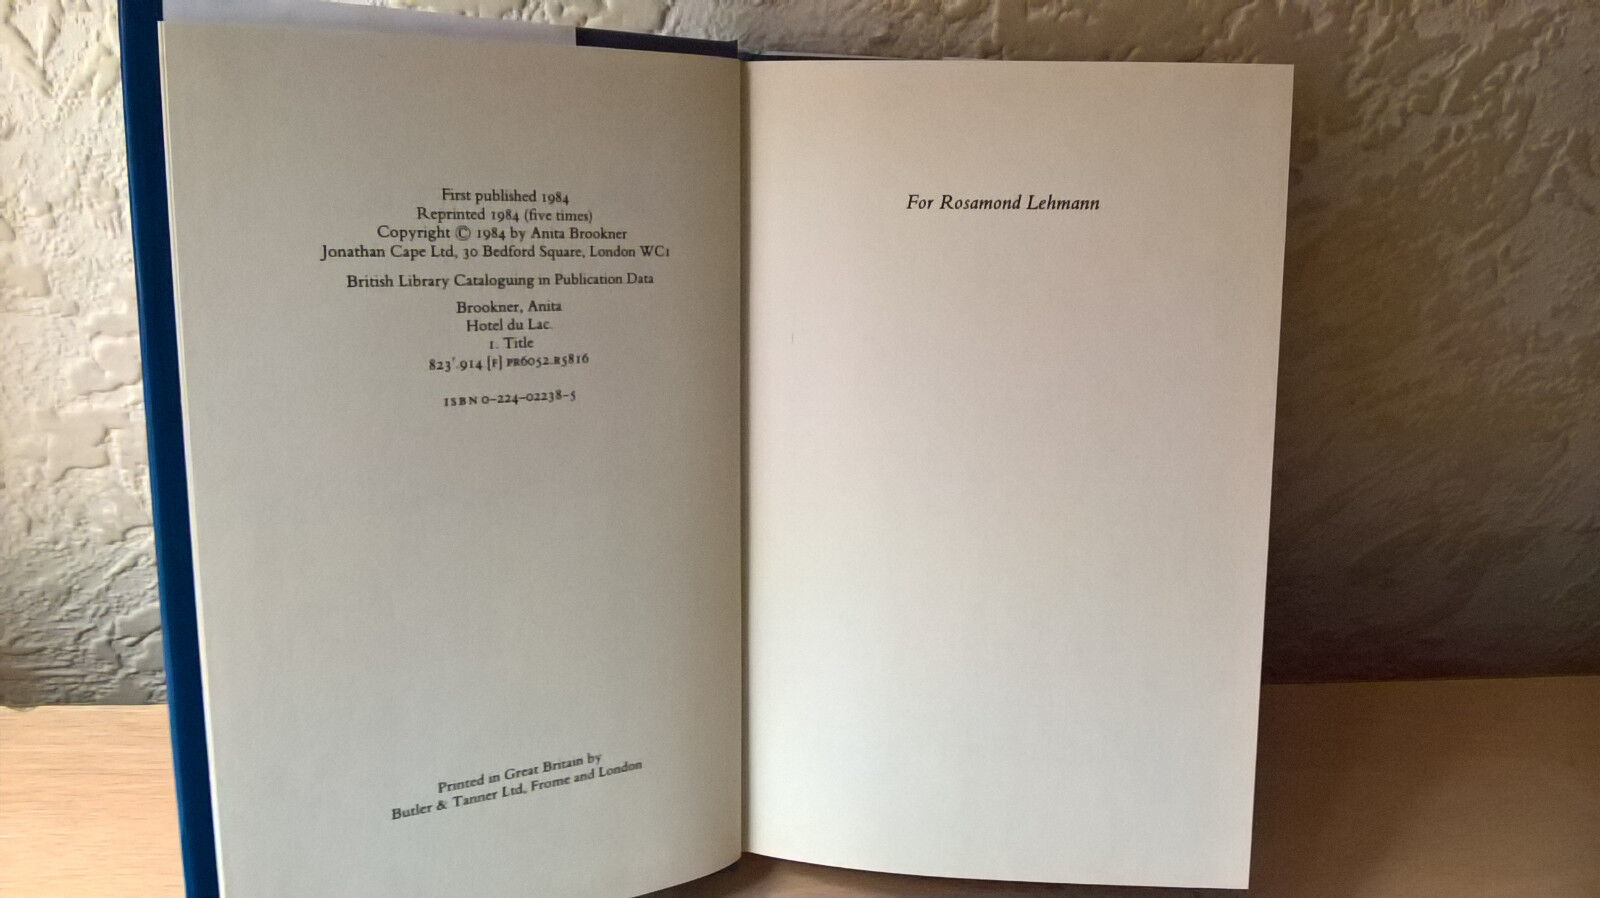 First published 1984
Reprinted 1984 (five times)
Copyright © 1984 by Anita Brookner
Jonathan Cape Ltd, 30 Bedford Square, London WC1
British Library Cataloguing in Publication Data
Brookner, Anita
Hotel du Lac.
1. Title
823'.914 [F] PR6052.R5816
ISBN 0-224-02238-5
Printed in Great Britain by
Butler & Tanner Ltd, Frome and London
For Rosamond Lehmann